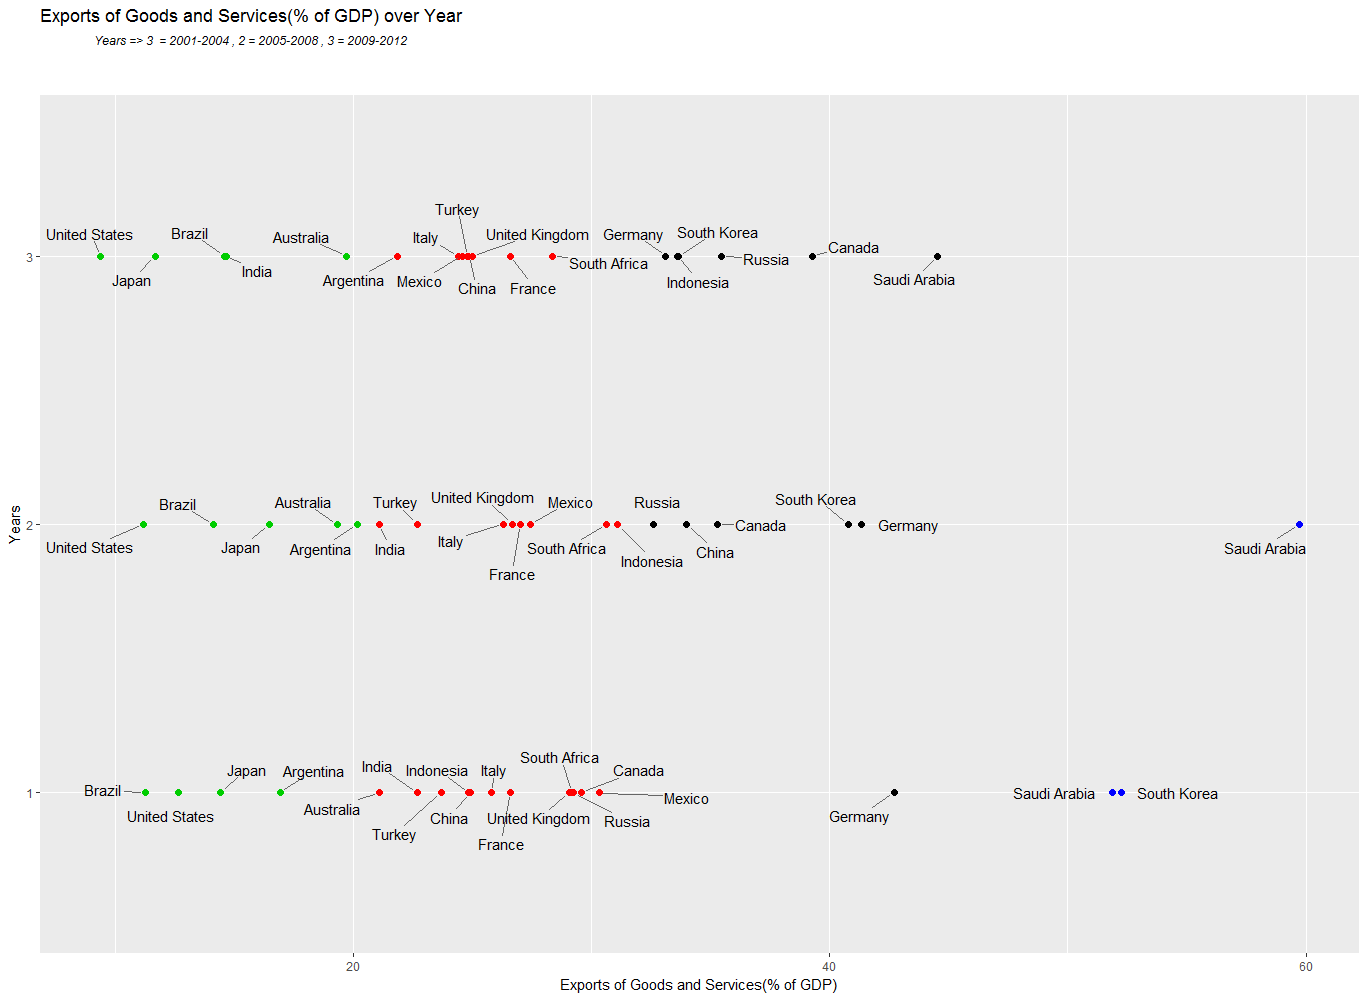 Exports of Goods and Services(% of GDP) over Year
Years => 3  = 2001-2004 , 2 = 2005-2008 , 3 = 2009-2012
Turkey
United States
Brazil
Australia
Italy
United Kingdom
Germany
South Korea
Canada
3
Japan
India
Argentina
Mexico
China
France
South Africa
Indonesia
Russia
Saudi Arabia
Years
Brazil
Australia
Turkey
United Kingdom
Mexico
Russia
South Korea
2
United States
Japan
Argentina
India
Italy
France
South Africa
Indonesia
China
Canada
Germany
Saudi Arabia
South Africa
Japan
Argentina
India
Indonesia
Italy
Canada
1
Brazil
United States
Australia
Turkey
China
France
United Kingdom
Russia
Mexico
Germany
Saudi Arabia
South Korea
20
40
60
Exports of Goods and Services(% of GDP)